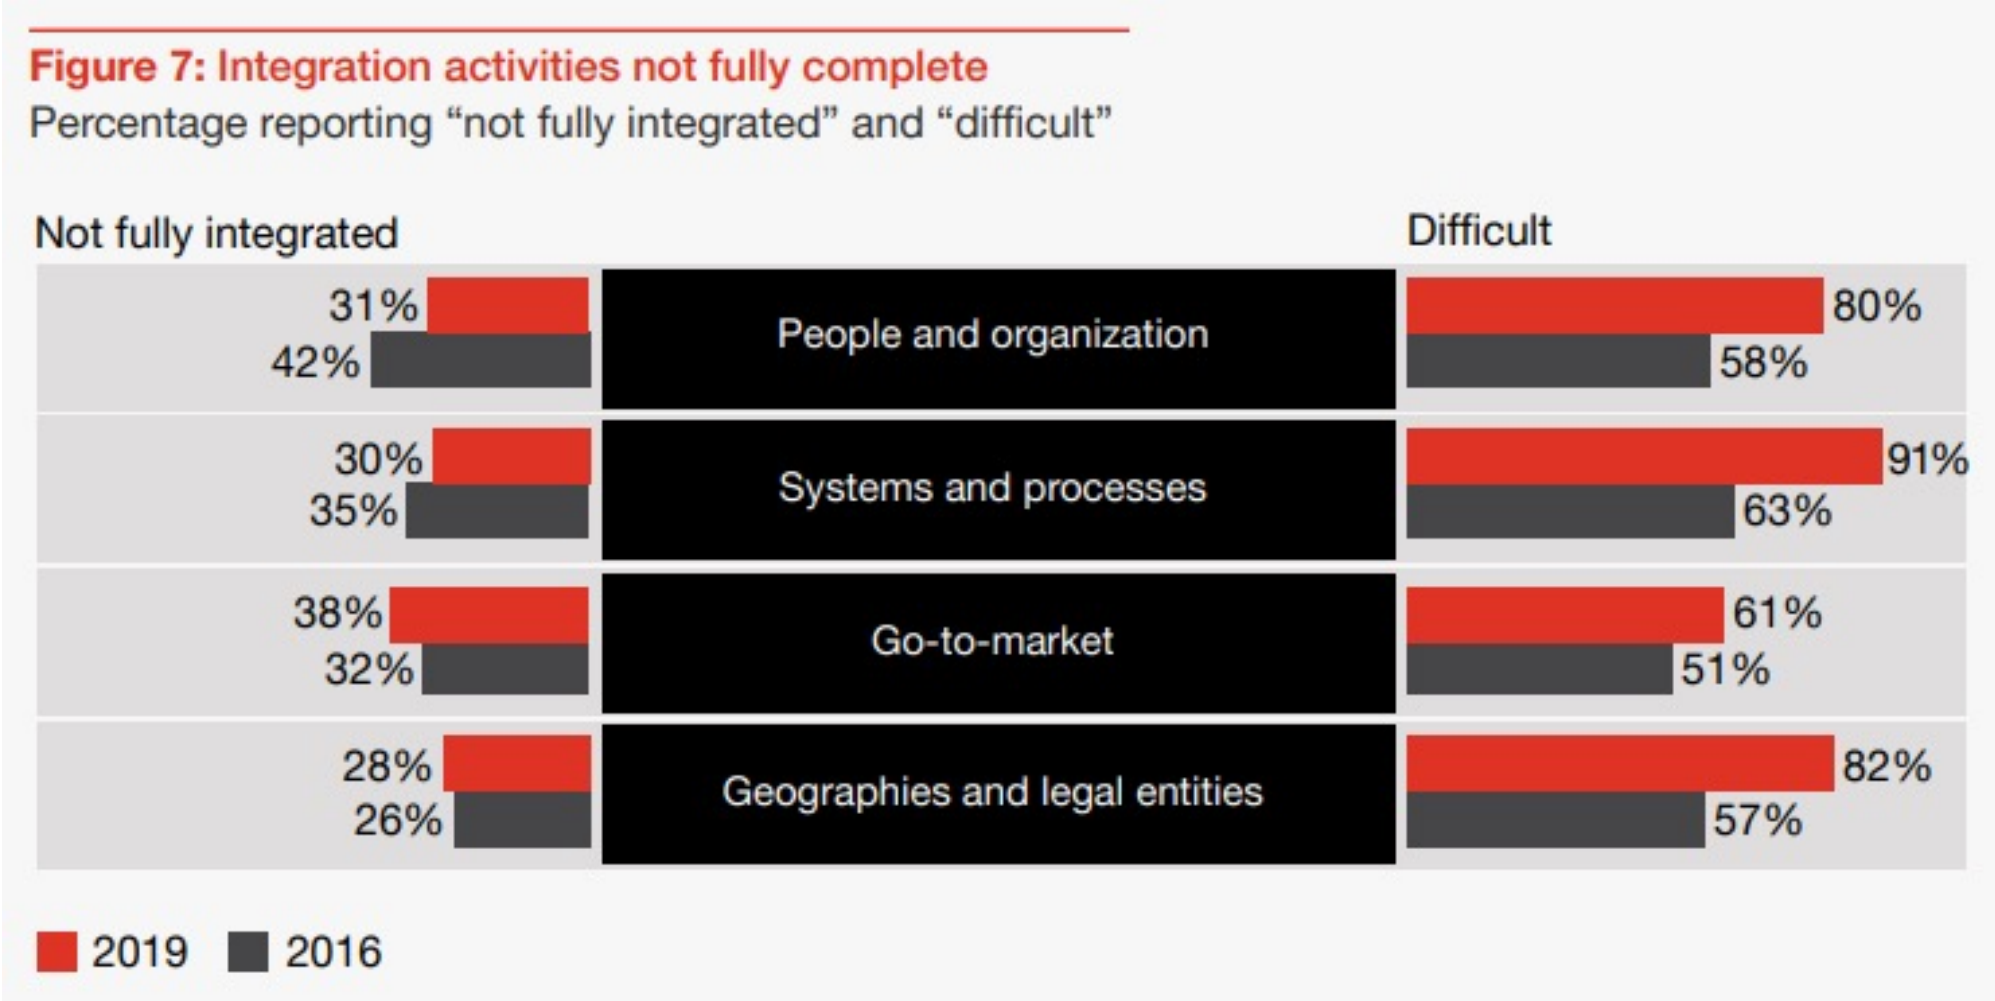 Figure 7: Integration activities not fully complete
Percentage reporting “not fully integrated” and “difficult”
Not fully integrated
Difficult
31%
42%
People and organization
80%
58%
30%
35%
Systems and processes
91%
63%
38%
32%
Go-to-market
61%
51%
28%
26%
Geographies and legal entities
82%
57%
2019
2016